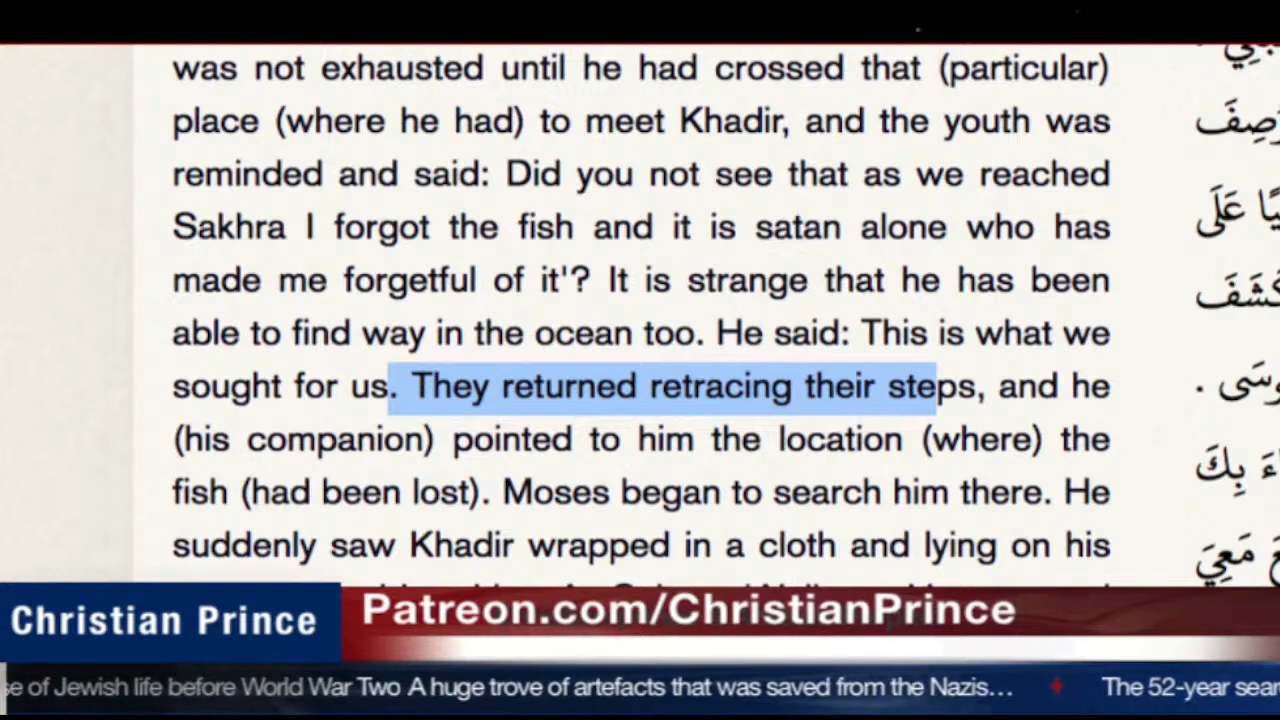 was not exhausted until he had crossed that (particular)
place (where he had) to meet Khadir, and the youth was
reminded and said: Did you not see that as we reached
Sakhra I forgot the fish and it is satan alone who has
made me forgetful of it'? It is strange that he has been
able to find way in the ocean too. He said: This is what we
sought for us. They returned retracing their steps, and he
(his companion) pointed to him the location (where) the
fish (had been lost). Moses began to search him there. He
suddenly saw Khadir wrapped in a cloth and lying on his
عَلَى
بِكَ
مَعِيَ
Christian Prince
Patreon.com/ChristianPrince
of Jewish life before World War Two A huge trove of artefacts that was saved from the Nazis...
The 52-year